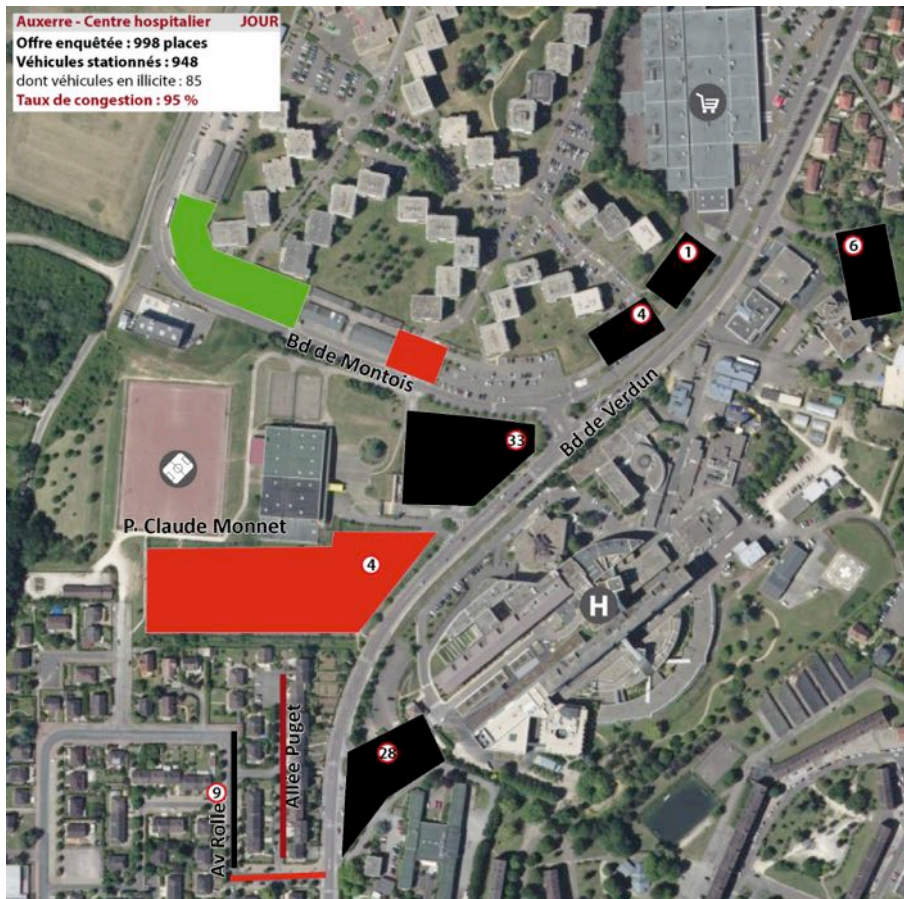 Auxerre - Centre hospitalier JOUR
Offre enquêtée : 998 places
Véhicules stationnés : 948
dont véhicules en illicite : 85
Taux de congestion : 95 %
6
1
4
Bd de Montois
Bd de Verdun
33
P. Claude Monnet
4
H
28
Allée Puget
9
Av Rolle